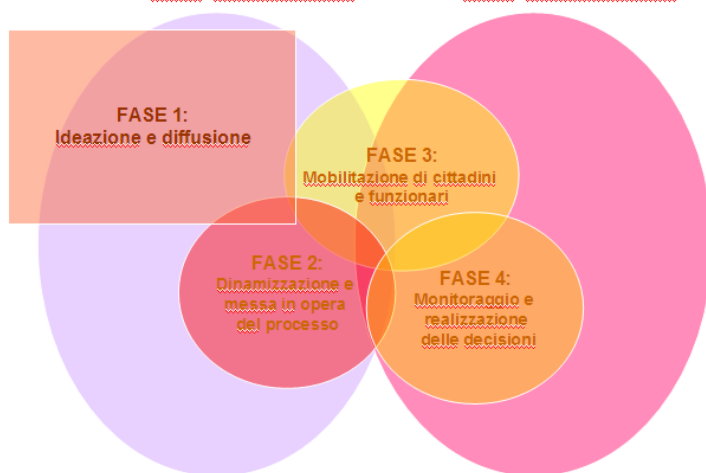 FASE 1:
Ideazione e diffusione
FASE 3:
Mobilitazione di cittadini
e funzionari
FASE 2:
Dinamizzazione e
messa in opera
del processo
FASE 4:
Monitoraggio e
realizzazione
delle decisioni